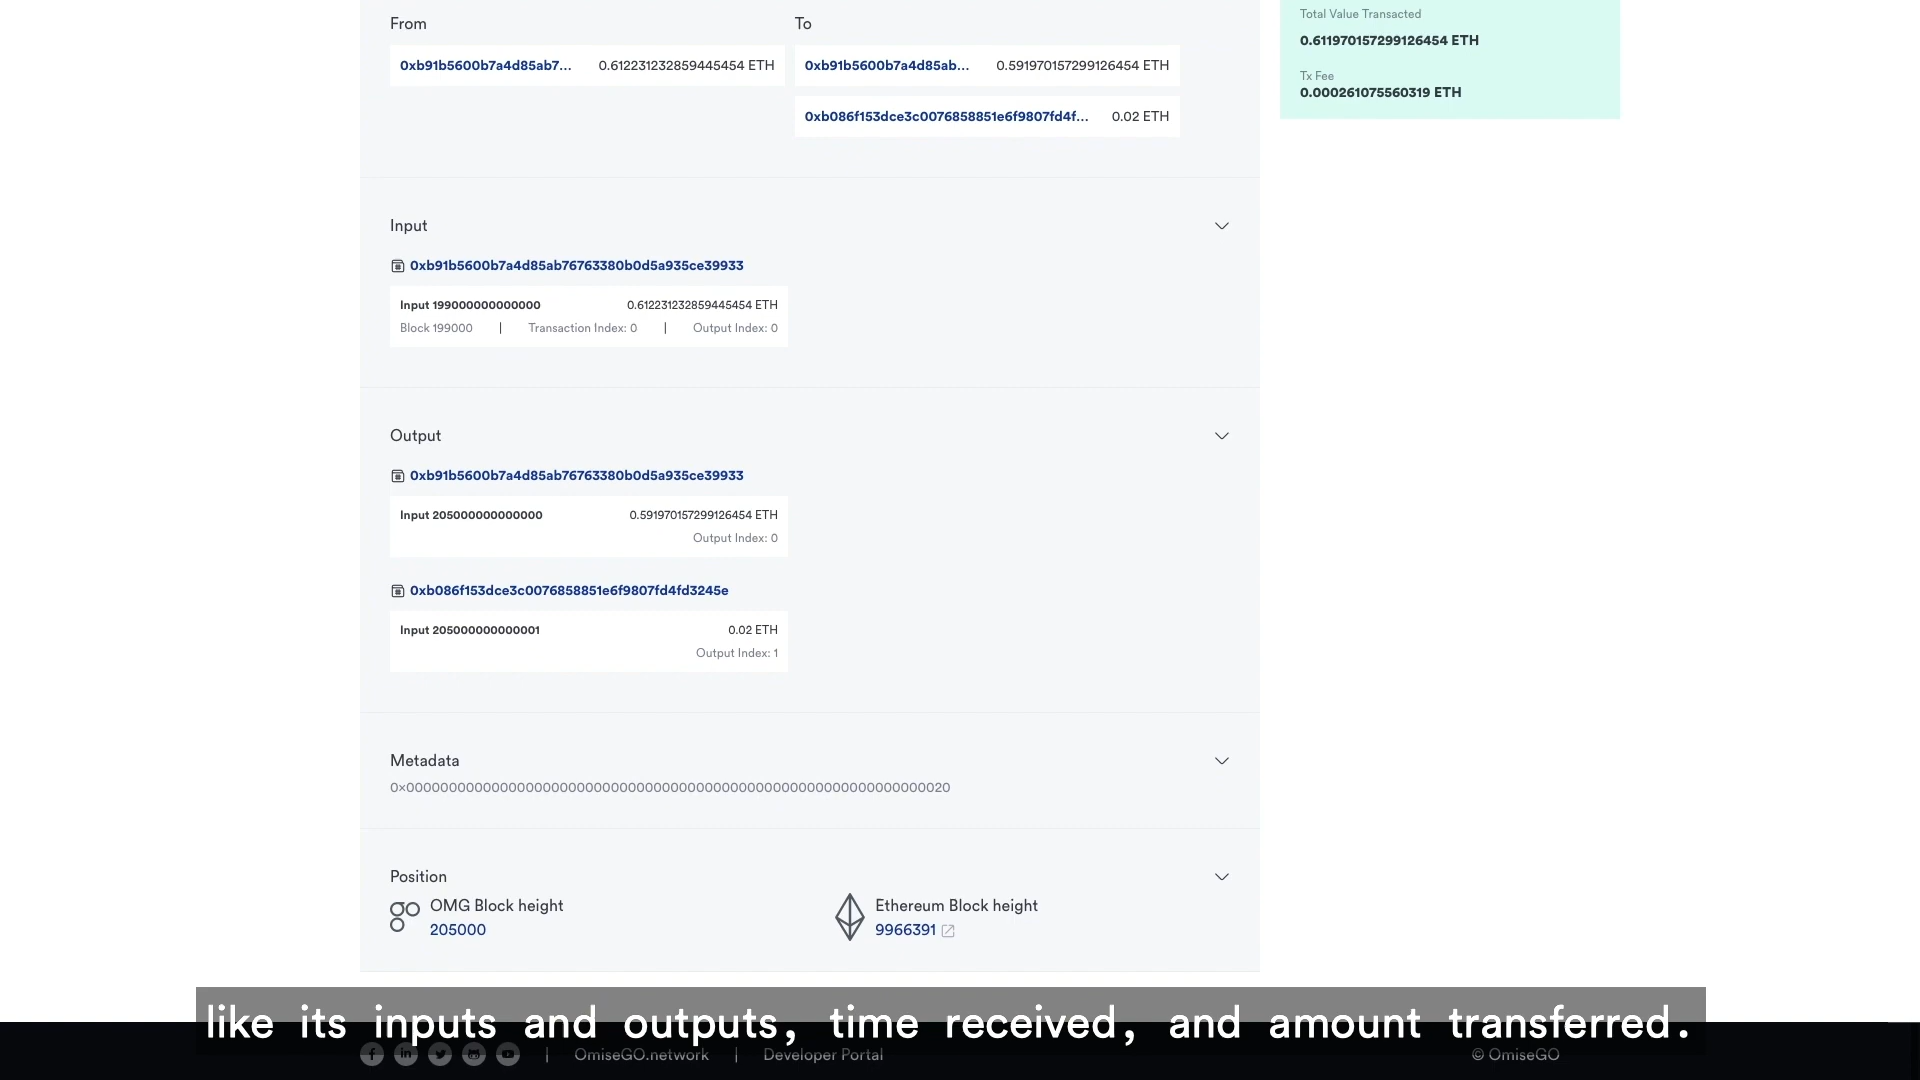 From
0xb91b5600b7a4d85ab7... 0.612231232859445454 ETH
To
0xb91b5600b7a4d85ab... 0.591970157299126454 ETH
0xb086f153dce3c0076858851e6f9807fd4f... 0.02 ETH
Total Value Transacted
0.611970157299126454 ETH
Tx Fee
0.000261075560319 ETH
Input
0xb91b5600b7a4d85ab76763380b0d5a935ce39933
Input 199000000000000 0.612231232859445454 ETH
Block 199000 | Transaction Index: 0 | Output Index: 0
Output
0xb91b5600b7a4d85ab76763380b0d5a935ce39933
Input 205000000000000 0.591970157299126454 ETH
Output Index: 0
0xb086f153dce3c0076858851e6f9807fd4fd3245e
Input 205000000000001 0.02 ETH
Output Index: 1
Metadata
0x0000000000000000000000000000000000000000000000000000000000000020
Position
OMG Block height
205000
Ethereum Block height
9966391
like its inputs and outputs, time received, and amount transferred.
| OmiseGO.network | Developer Portal
© OmiseGO